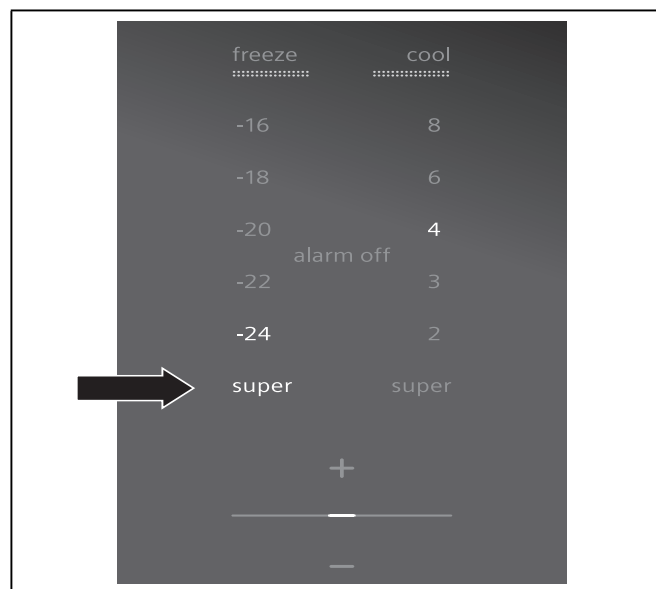 freeze cool
-16 8
-18 6
-20 4
alarm off
-22 3
-24 2
super super
+
–